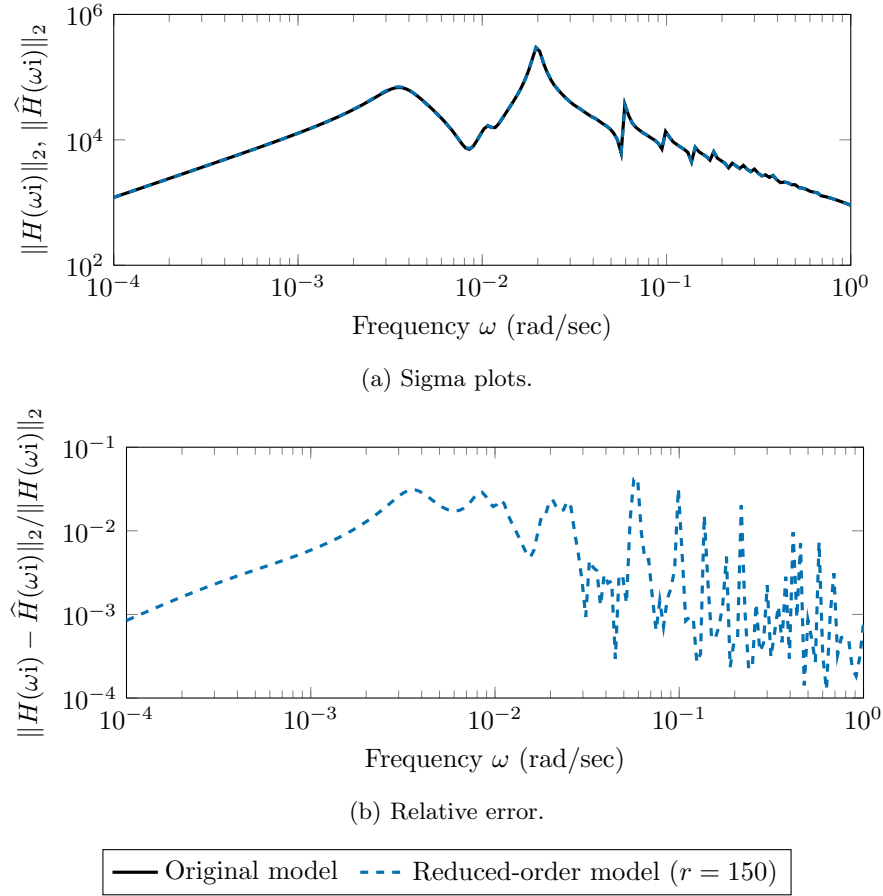 10^6
10^4
10^2
‖H(ωi)‖₂, ‖Ĥ(ωi)‖₂
10^−4 10^−3 10^−2 10^−1 10^0
Frequency ω (rad/sec)
(a) Sigma plots.
10^−1
10^−2
10^−3
10^−4
‖H(ωi) − Ĥ(ωi)‖₂/‖H(ωi)‖₂
10^−4 10^−3 10^−2 10^−1 10^0
Frequency ω (rad/sec)
(b) Relative error.
Original model Reduced-order model (r = 150)